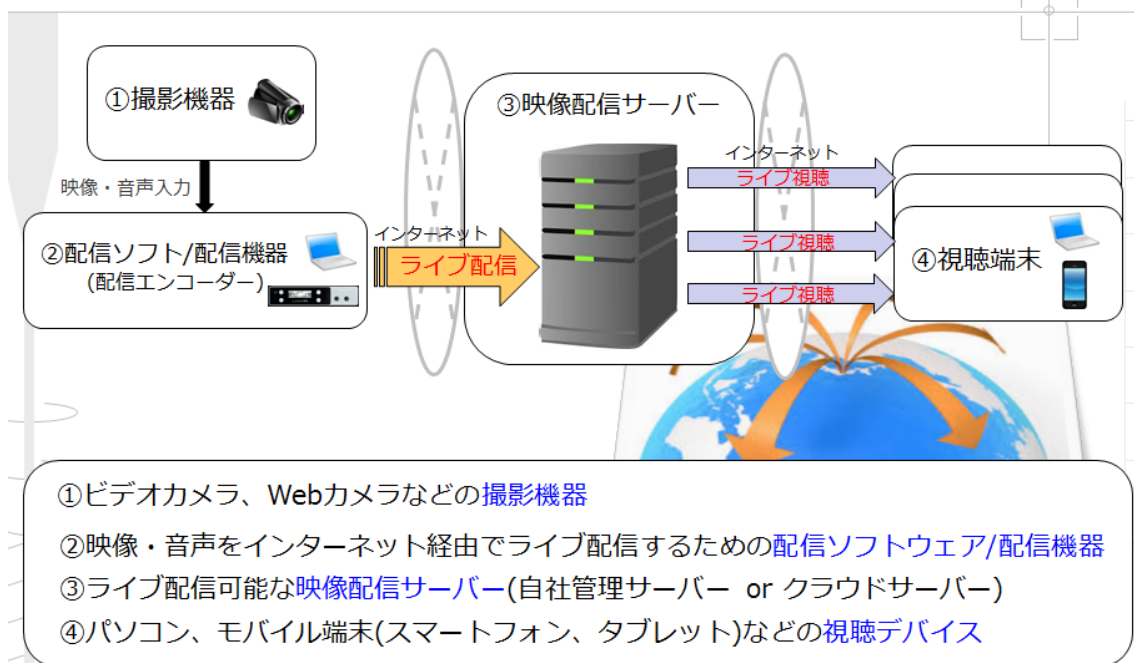 ①撮影機器
映像・音声入力
②配信ソフト/配信機器
(配信エンコーダー)
インターネット
ライブ配信
③映像配信サーバー
インターネット
ライブ視聴
ライブ視聴
ライブ視聴
④視聴端末
①ビデオカメラ、Webカメラなどの撮影機器
②映像・音声をインターネット経由でライブ配信するための配信ソフトウェア/配信機器
③ライブ配信可能な映像配信サーバー(自社管理サーバー or クラウドサーバー)
④パソコン、モバイル端末(スマートフォン、タブレット)などの視聴デバイス